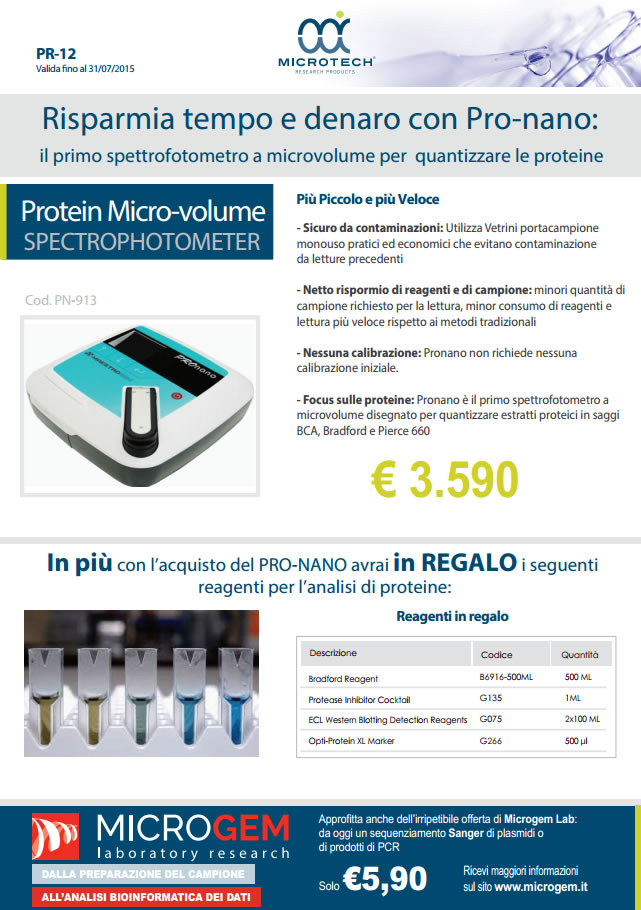 PR-12
Valida fino al 31/07/2015
MICROTECH®
RESEARCH PRODUCTS
Risparmia tempo e denaro con Pro-nano:
il primo spettrofotometro a microvolume per quantizzare le proteine
Protein Micro-volume
SPECTROPHOTOMETER
Cod. PN-913
PROnano
Più Piccolo e più Veloce
- Sicuro da contaminazioni: Utilizza Vetrini portacampione
monouso pratici ed economici che evitano contaminazione
da letture precedenti
- Netto risparmio di reagenti e di campione: minori quantità di
campione richiesto per la lettura, minor consumo di reagenti e
lettura più veloce rispetto ai metodi tradizionali
- Nessuna calibrazione: Pronano non richiede nessuna
calibrazione iniziale.
- Focus sulle proteine: Pronano è il primo spettrofotometro a
microvolume disegnato per quantizzare estratti proteici in saggi
BCA, Bradford e Pierce 660
€ 3.590
In più con l'acquisto del PRO-NANO avrai in REGALO i seguenti
reagenti per l'analisi di proteine:
Reagenti in regalo
Descrizione Codice Quantità
Bradford Reagent B6916-500ML 500 ML
Protease Inhibitor Cocktail G135 1ML
ECL Western Blotting Detection Reagents G075 2x100 ML
Opti-Protein XL Marker G266 500 µl
MICROGEM
laboratory research
DALLA PREPARAZIONE DEL CAMPIONE
ALL'ANALISI BIOINFORMATICA DEI DATI
Approfitta anche dell'irripetibile offerta di Microgem Lab:
da oggi un sequenziamento Sanger di plasmidi o
di prodotti di PCR
Solo €5,90
Ricevi maggiori informazioni
sul sito www.microgem.it